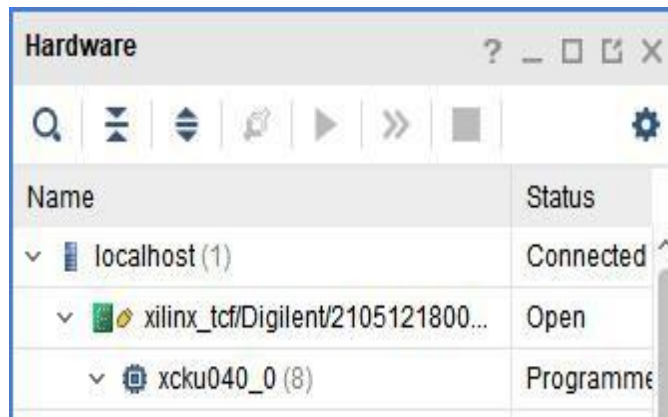 Hardware ?
Name Status
localhost (1) Connected
xilinx_tcf/Digilent/2105121800... Open
xcku040_0 (8) Programme